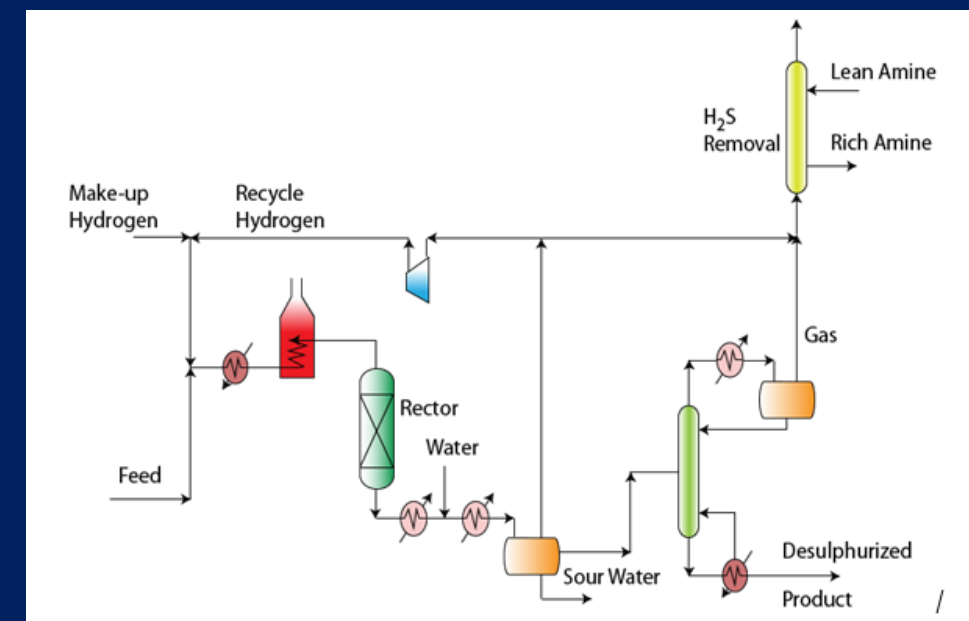 Lean Amine
H2S
Removal
Rich Amine
Make-up
Hydrogen
Recycle
Hydrogen
Gas
Rector
Water
Feed
Sour Water
Desulphurized
Product
/